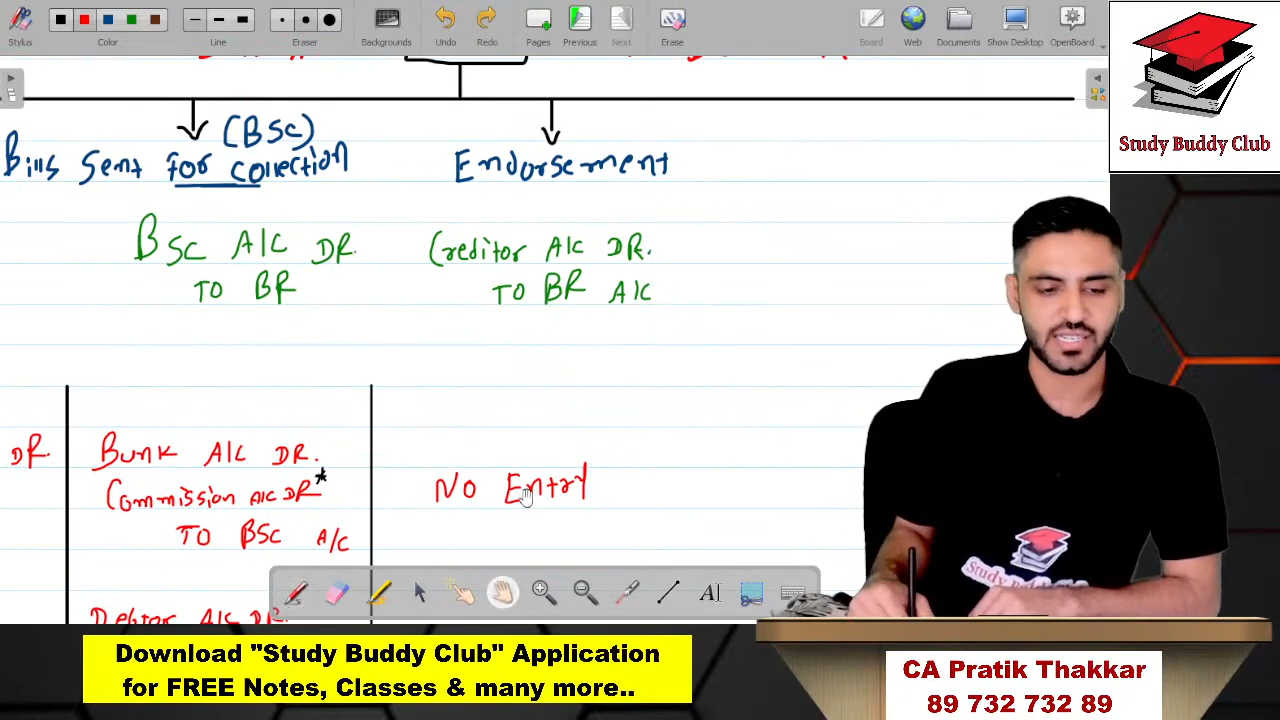 Stylus
Color
Line
Eraser
Backgrounds
Undo
Redo
Pages
Previous
Next
Erase
Board
Web
Documents
Show Desktop
OpenBoard
Study Buddy Club
(BSC)
Bills Sent for Collection
Endorsement
BSC A/C DR.
TO BR
Creditor A/C DR.
TO BR A/C
DR.
Bank A/C DR.
Commission A/C DR*
TO BSC A/C
No Entry
Debtor A/C DR.
Download "Study Buddy Club" Application
for FREE Notes, Classes & many more..
CA Pratik Thakkar
89 732 732 89